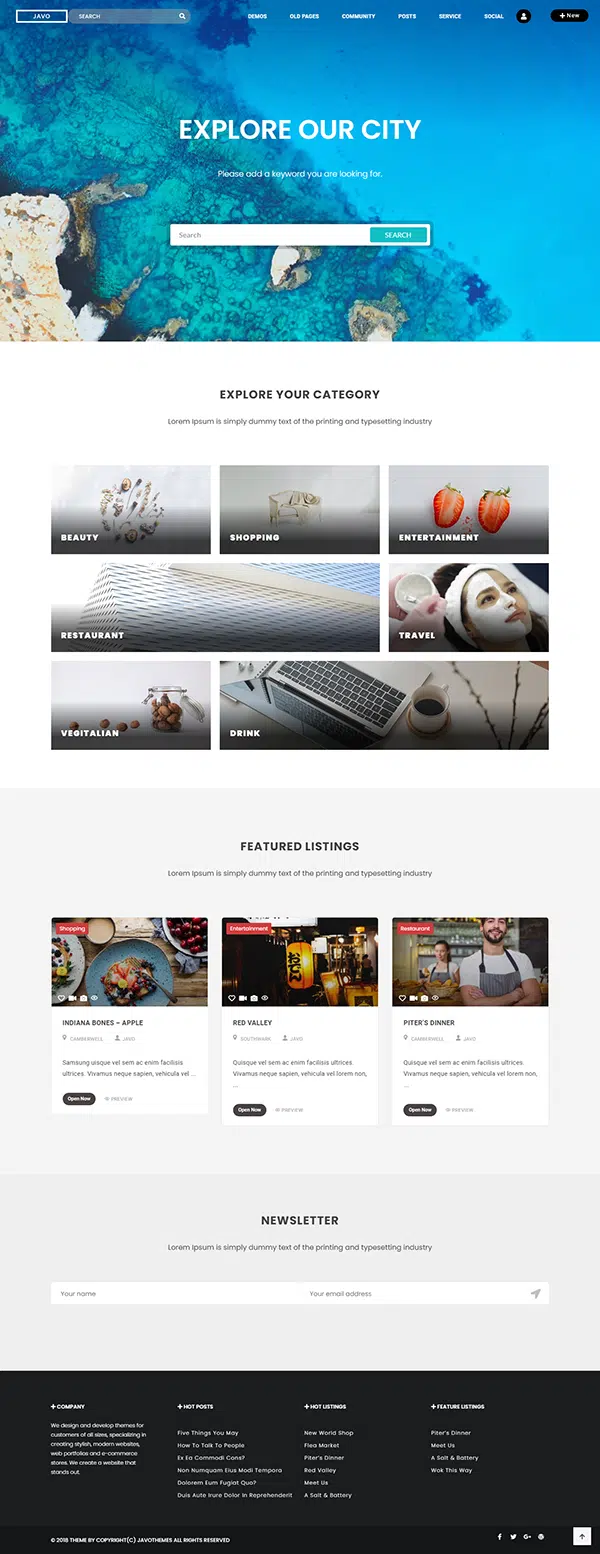 JAVO
SEARCH
DEMOS
OLD PAGES
COMMUNITY
POSTS
SERVICE
SOCIAL
New
EXPLORE OUR CITY
Please add a keyword you are looking for.
Search
SEARCH
EXPLORE YOUR CATEGORY
Lorem Ipsum is simply dummy text of the printing and typesetting industry
BEAUTY
SHOPPING
ENTERTAINMENT
RESTAURANT
TRAVEL
VEGITALIAN
DRINK
FEATURED LISTINGS
Lorem Ipsum is simply dummy text of the printing and typesetting industry
Shopping
INDIANA BONES – APPLE
CAMBERWELL
JAVO
Samsung uisque vel sem ac enim facilisis
ultrices. Vivamus neque sapien, vehicula vel ...
Open Now
PREVIEW
Entertainment
RED VALLEY
SOUTHWARK
JAVO
Quisque vel sem ac enim facilisis ultrices.
Vivamus neque sapien, vehicula vel lorem non,
...
Open Now
PREVIEW
Restaurant
PITER'S DINNER
CAMBERWELL
JAVO
Quisque vel sem ac enim facilisis ultrices.
Vivamus neque sapien, vehicula vel lorem non,
...
Open Now
PREVIEW
NEWSLETTER
Lorem Ipsum is simply dummy text of the printing and typesetting industry
Your name
Your email address
COMPANY
We design and develop themes for
customers of all sizes, specializing in
creating stylish, modern websites,
web portfolios and e-commerce
stores. We create a website that
stands out.
HOT POSTS
Five Things You May
How To Talk To People
Ex Ea Commodi Cons?
Non Numquam Eius Modi Tempora
Dolorem Eum Fugiat Quo?
Duis Aute Irure Dolor In Reprehenderit
HOT LISTINGS
New World Shop
Flea Market
Piter's Dinner
Red Valley
Meet Us
A Salt & Battery
FEATURE LISTINGS
Piter's Dinner
Meet Us
A Salt & Battery
Wok This Way
© 2018 THEME BY COPYRIGHT(C) JAVOTHEMES ALL RIGHTS RESERVED